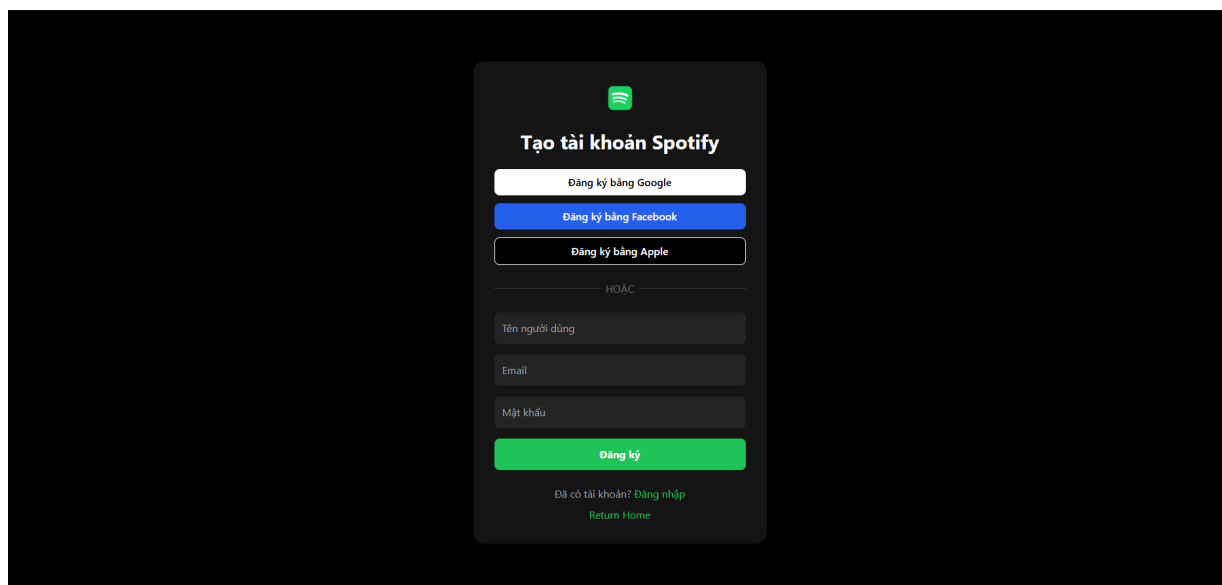 Tạo tài khoản Spotify
Đăng ký bằng Google
Đăng ký bằng Facebook
Đăng ký bằng Apple
HOẶC
Tên người dùng
Email
Mật khẩu
Đăng ký
Đã có tài khoản? Đăng nhập
Return Home